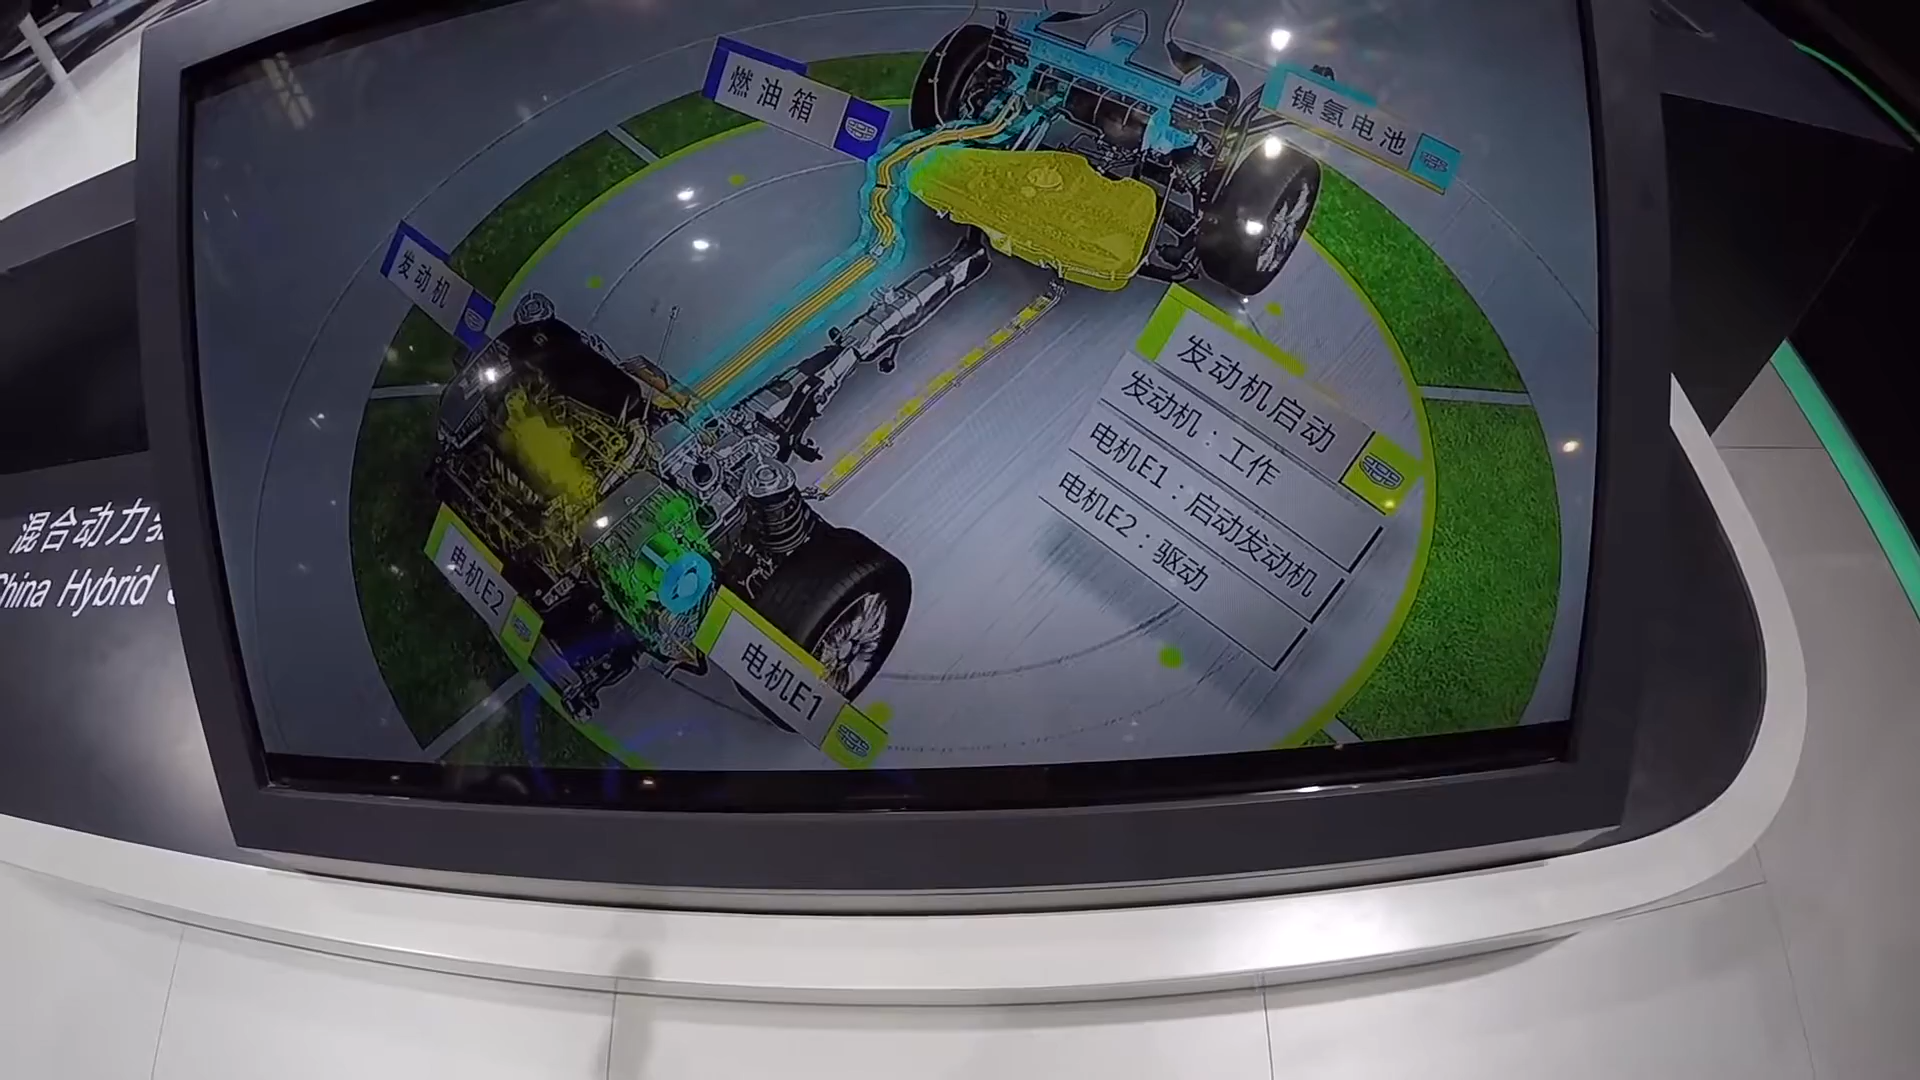 燃油箱
镍氢电池
发动机
发动机启动
发动机：工作
电机E1：启动发动机
电机E2：驱动
电机E2
电机E1
混合动力
China Hybrid